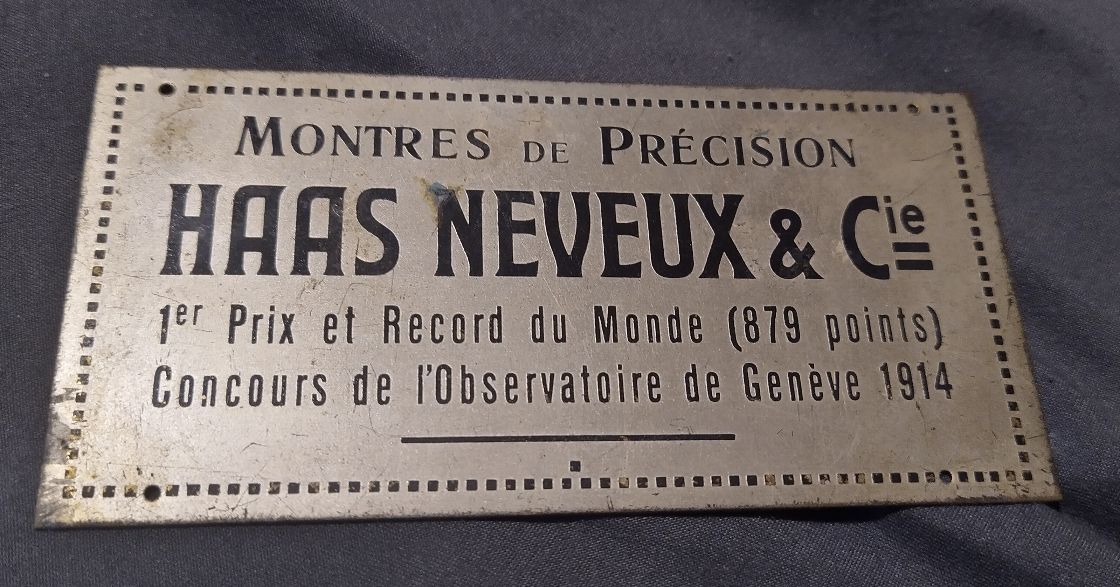 MONTRES DE PRÉCISION
HAAS NEVEUX & Cie
1er Prix et Record du Monde (879 points)
Concours de l'Observatoire de Genève 1914